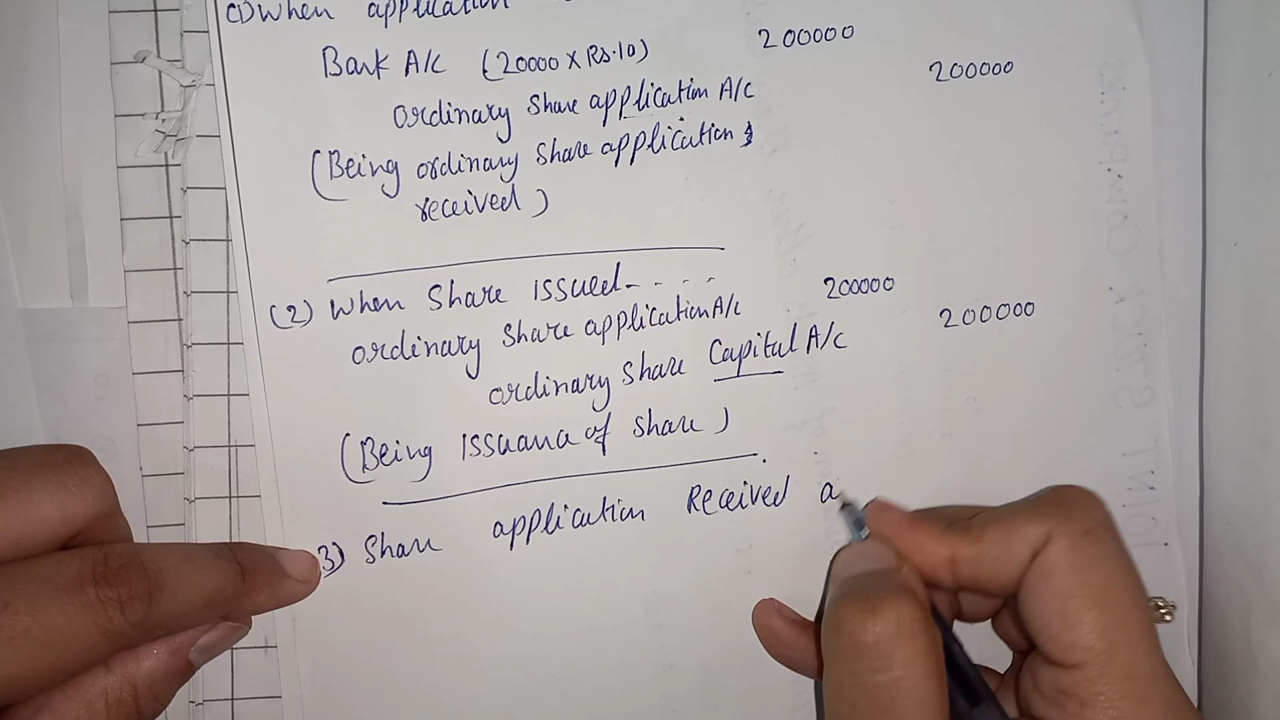 (1) When application
Bank A/c (20000 X Rs.10) 200000
ordinary Share application A/c 200000
(Being ordinary Share application
received)
(2) When Share issued-...
ordinary Share application A/c 200000
ordinary Share Capital A/c 200000
(Being issuana of share)
3) Share application Received a